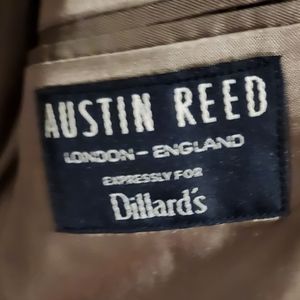 AUSTIN REED
LONDON-ENGLAND
EXPRESSLY FOR
Dillard's